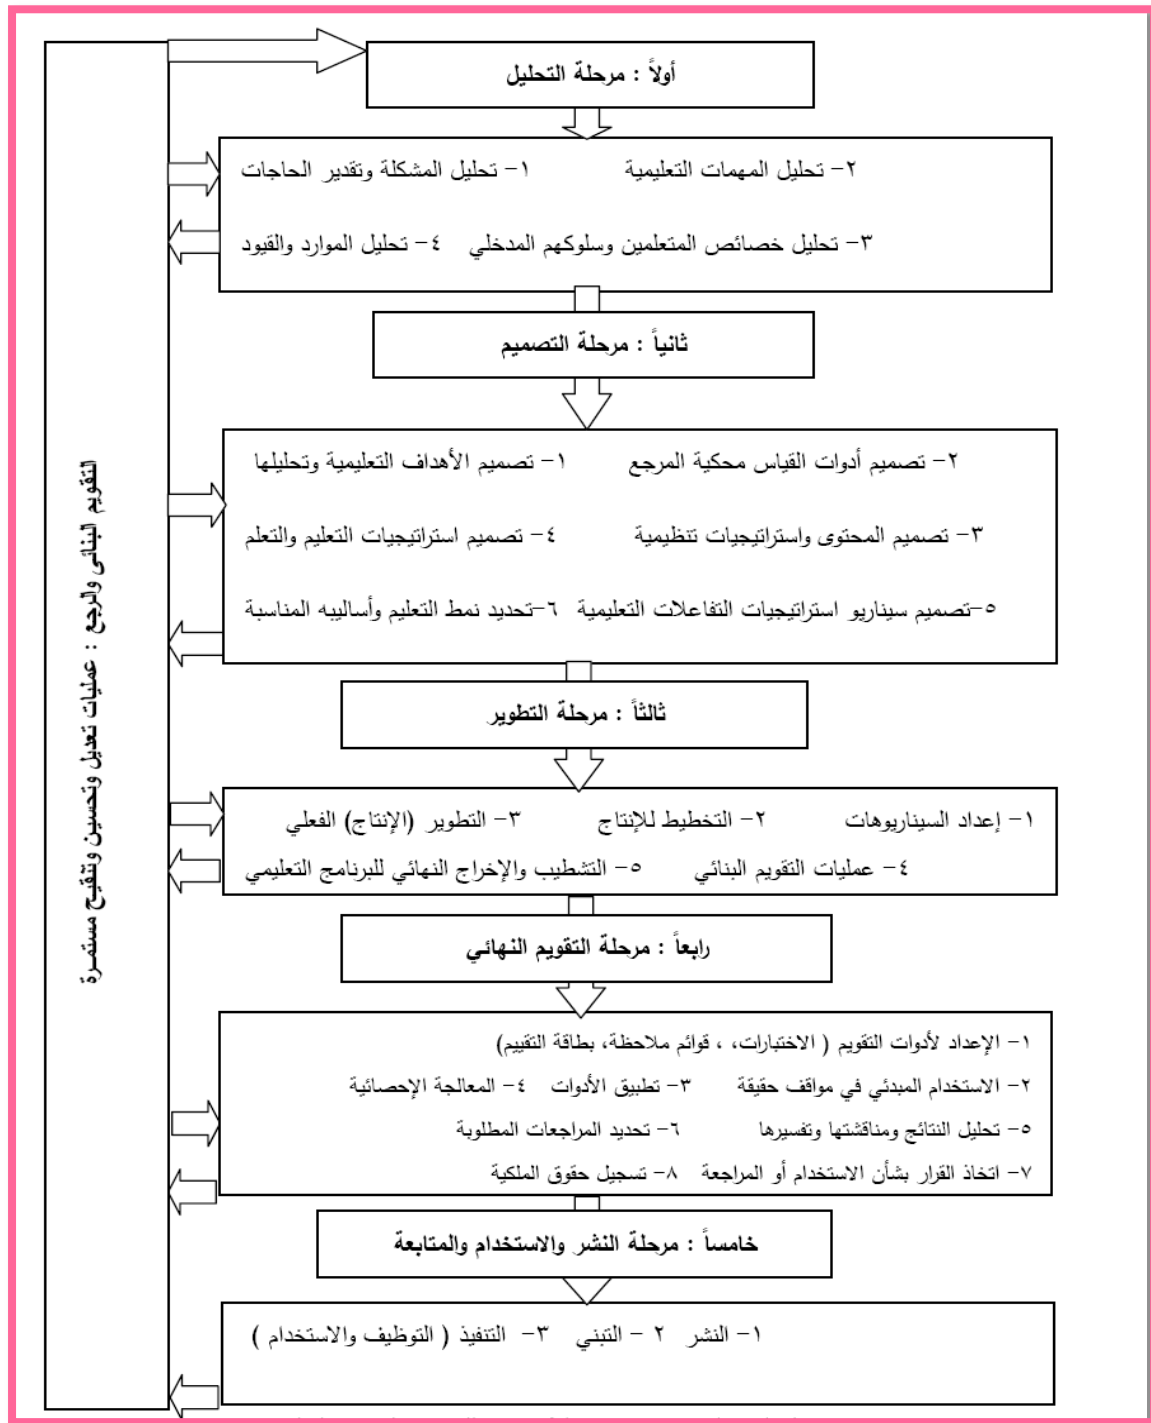 أولاً : مرحلة التحليل
١- تحليل المشكلة وتقدير الحاجات ٢- تحليل المهمات التعليمية
٣- تحليل خصائص المتعلمين وسلوكهم المدخلي ٤- تحليل الموارد والقيود
ثانياً : مرحلة التصميم
١- تصميم الأهداف التعليمية وتحليلها ٢- تصميم أدوات القياس محكية المرجع
٣- تصميم المحتوى واستراتيجيات تنظيمية ٤- تصميم استراتيجيات التعليم والتعلم
٥-تصميم سيناريو استراتيجيات التفاعلات التعليمية ٦-تحديد نمط التعليم وأساليبه المناسبة
ثالثاً : مرحلة التطوير
١- إعداد السيناريوهات ٢- التخطيط للإنتاج ٣- التطوير (الإنتاج) الفعلي
٤- عمليات التقويم البنائي ٥- التشطيب والإخراج النهائي للبرنامج التعليمي
رابعاً : مرحلة التقويم النهائي
١- الإعداد لأدوات التقويم ( الاختبارات، ، قوائم ملاحظة، بطاقة التقييم)
٢- الاستخدام المبدئي في مواقف حقيقة ٣- تطبيق الأدوات ٤- المعالجة الإحصائية
٥- تحليل النتائج ومناقشتها وتفسيرها ٦- تحديد المراجعات المطلوبة
٧- اتخاذ القرار بشأن الاستخدام أو المراجعة ٨- تسجيل حقوق الملكية
خامساً : مرحلة النشر والاستخدام والمتابعة
١- النشر ٢ - التبني ٣- التنفيذ ( التوظيف والاستخدام )
التقويم البنائى والرجع : عمليات تعديل وتحسين وتنقيح مستمرة